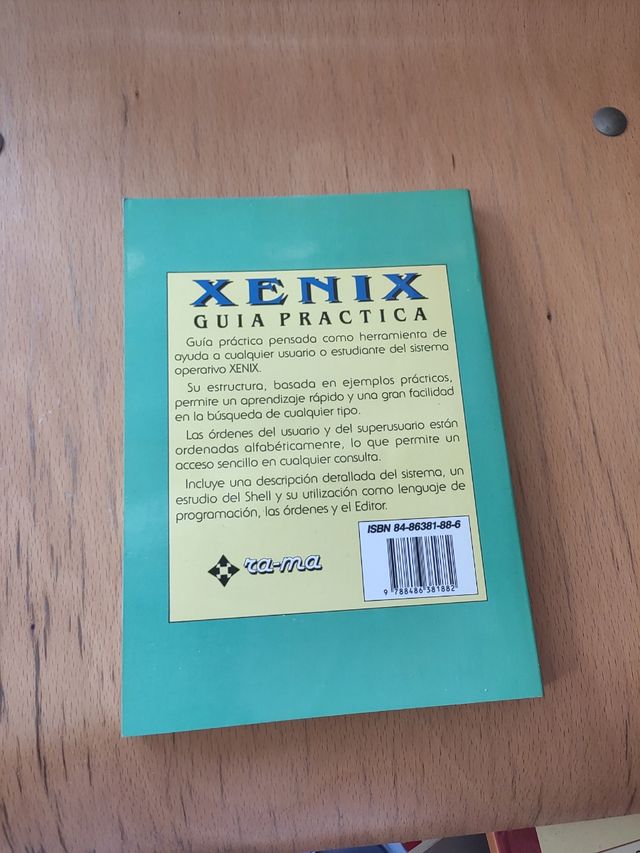 XENIX
GUIA PRACTICA
Guía práctica pensada como herramienta de
ayuda a cualquier usuario o estudiante del sistema
operativo XENIX.
Su estructura, basada en ejemplos prácticos,
permite un aprendizaje rápido y una gran facilidad
en la búsqueda de cualquier tipo.
Las órdenes del usuario y del superusuario están
ordenadas alfabéticamente, lo que permite un
acceso sencillo en cualquier consulta.
Incluye una descripción detallada del sistema, un
estudio del Shell y su utilización como lenguaje de
programación, las órdenes y el Editor.
ra-ma
ISBN 84-86381-88-6
9 788486 381882